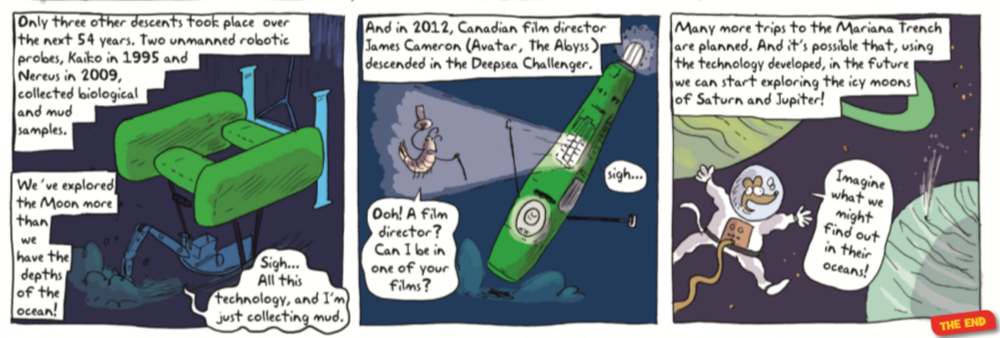 Only three other descents took place over
the next 54 years. Two unmanned robotic
probes, Kaiko in 1995 and
Nereus in 2009,
collected biological
and mud
samples.
We've explored
the Moon more
than
we
have the
depths
of the
ocean!
Sigh...
All this
technology, and I'm
just collecting mud.
And in 2012, Canadian film director
James Cameron (Avatar, The Abyss)
descended in the Deepsea Challenger.
sigh...
Ooh! A film
director?
Can I be in
one of your
films?
Many more trips to the Mariana Trench
are planned. And it's possible that, using
the technology developed, in the future
we can start exploring the icy moons
of Saturn and Jupiter!
Imagine
what we
might
find out
in their
oceans!
THE END